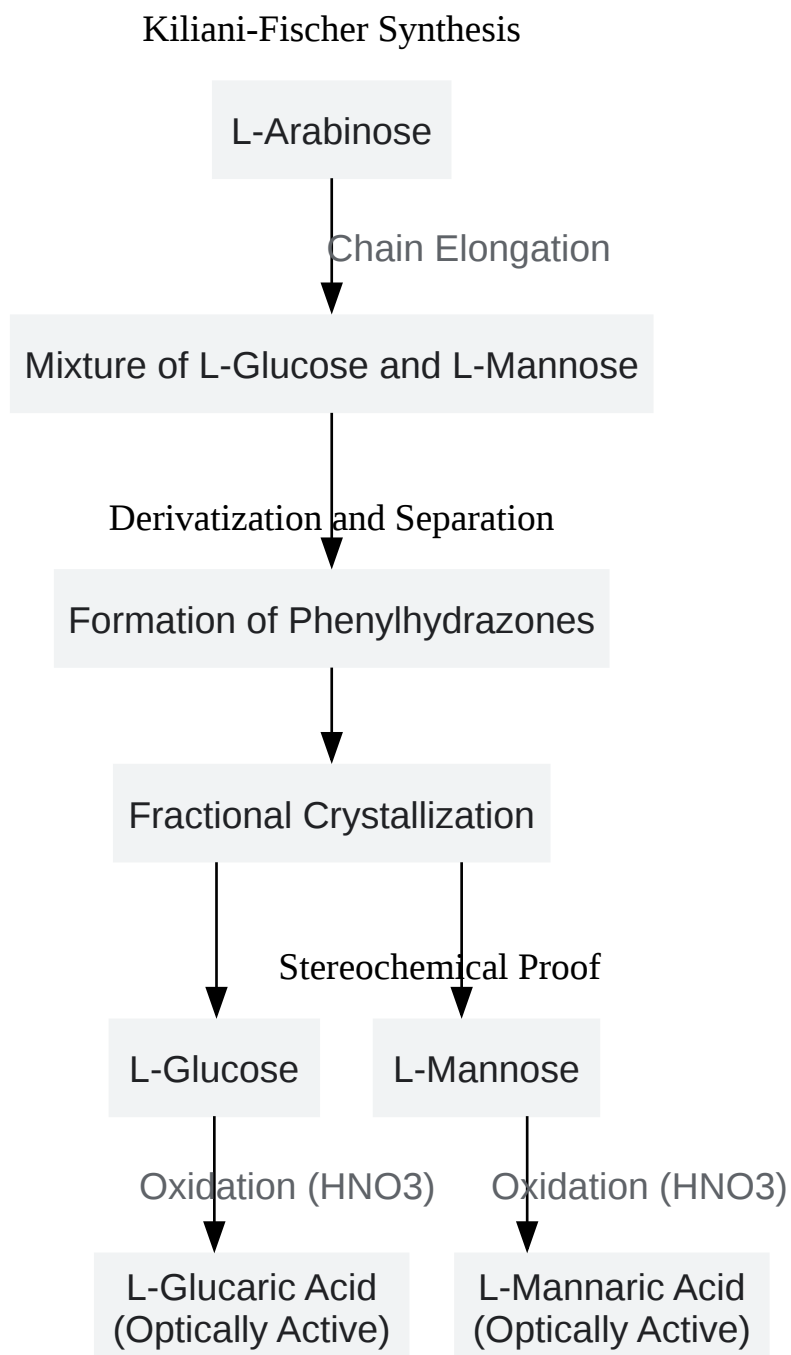 Kiliani-Fischer Synthesis
L-Arabinose
Chain Elongation
Mixture of L-Glucose and L-Mannose
Derivatization and Separation
Formation of Phenylhydrazones
Fractional Crystallization
Stereochemical Proof
L-Glucose
L-Mannose
Oxidation (HNO3)
Oxidation (HNO3)
L-Glucaric Acid
(Optically Active)
L-Mannaric Acid
(Optically Active)